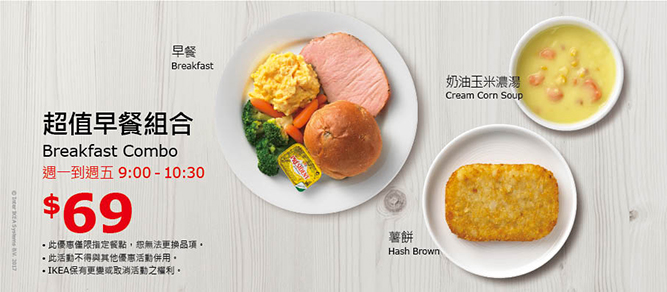 早餐
Breakfast
奶油玉米濃湯
Cream Corn Soup
超值早餐組合
Breakfast Combo
週一到週五 9:00 - 10:30
$69
薯餅
Hash Brown
• 此優惠僅限指定餐點，恕無法更換品項。
• 此活動不得與其他優惠活動併用。
• IKEA保有更變或取消活動之權利。
© Inter IKEA Systems B.V. 2017